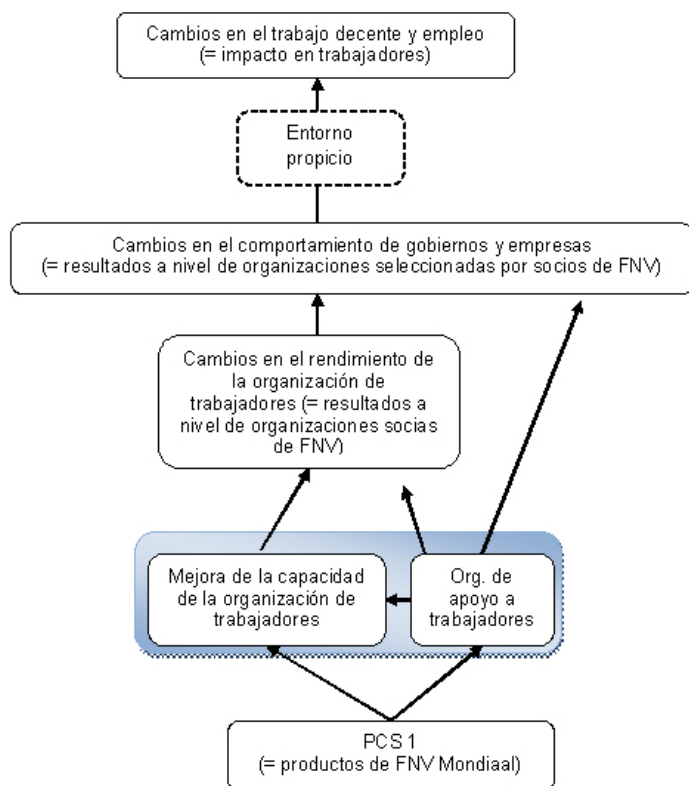 Cambios en el trabajo decente y empleo
(= impacto en trabajadores)
Entorno
propicio
Cambios en el comportamiento de gobiernos y empresas
(= resultados a nivel de organizaciones seleccionadas por socios de FNV)
Cambios en el rendimiento de
la organización de
trabajadores (= resultados a
nivel de organizaciones socias
de FNV)
Mejora de la capacidad
de la organización de
trabajadores
Org. de
apoyo a
trabajadores
PCS 1
(= productos de FNV Mondiaal)